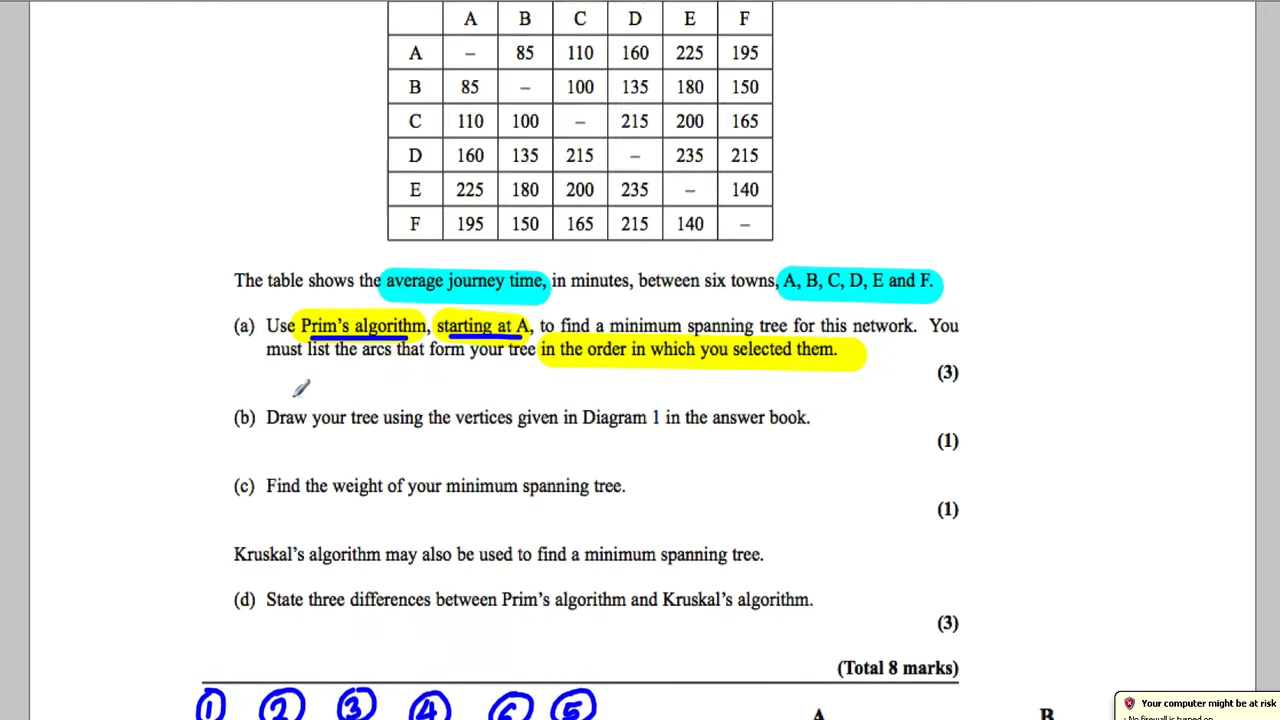 A B C D E F
A – 85 110 160 225 195
B 85 – 100 135 180 150
C 110 100 – 215 200 165
D 160 135 215 – 235 215
E 225 180 200 235 – 140
F 195 150 165 215 140 –
The table shows the average journey time, in minutes, between six towns, A, B, C, D, E and F.
(a) Use Prim's algorithm, starting at A, to find a minimum spanning tree for this network. You
must list the arcs that form your tree in the order in which you selected them.
(3)
(b) Draw your tree using the vertices given in Diagram 1 in the answer book.
(1)
(c) Find the weight of your minimum spanning tree.
(1)
Kruskal's algorithm may also be used to find a minimum spanning tree.
(d) State three differences between Prim's algorithm and Kruskal's algorithm.
(3)
(Total 8 marks)
1 2 3 4 6 5
A B
Your computer might be at risk
No firewall is turned on